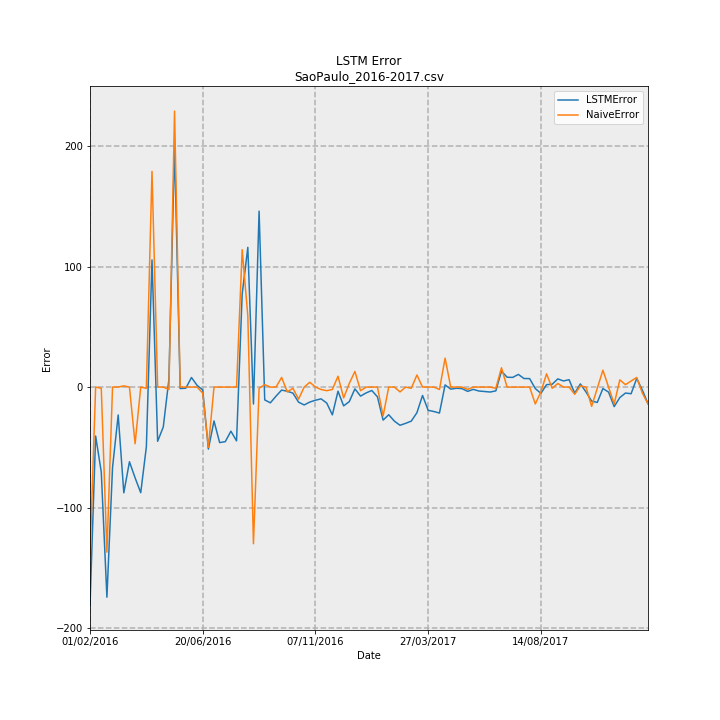 LSTM Error
SaoPaulo_2016-2017.csv
LSTMError
NaiveError
200
100
0
−100
−200
Error
01/02/2016 20/06/2016 07/11/2016 27/03/2017 14/08/2017
Date